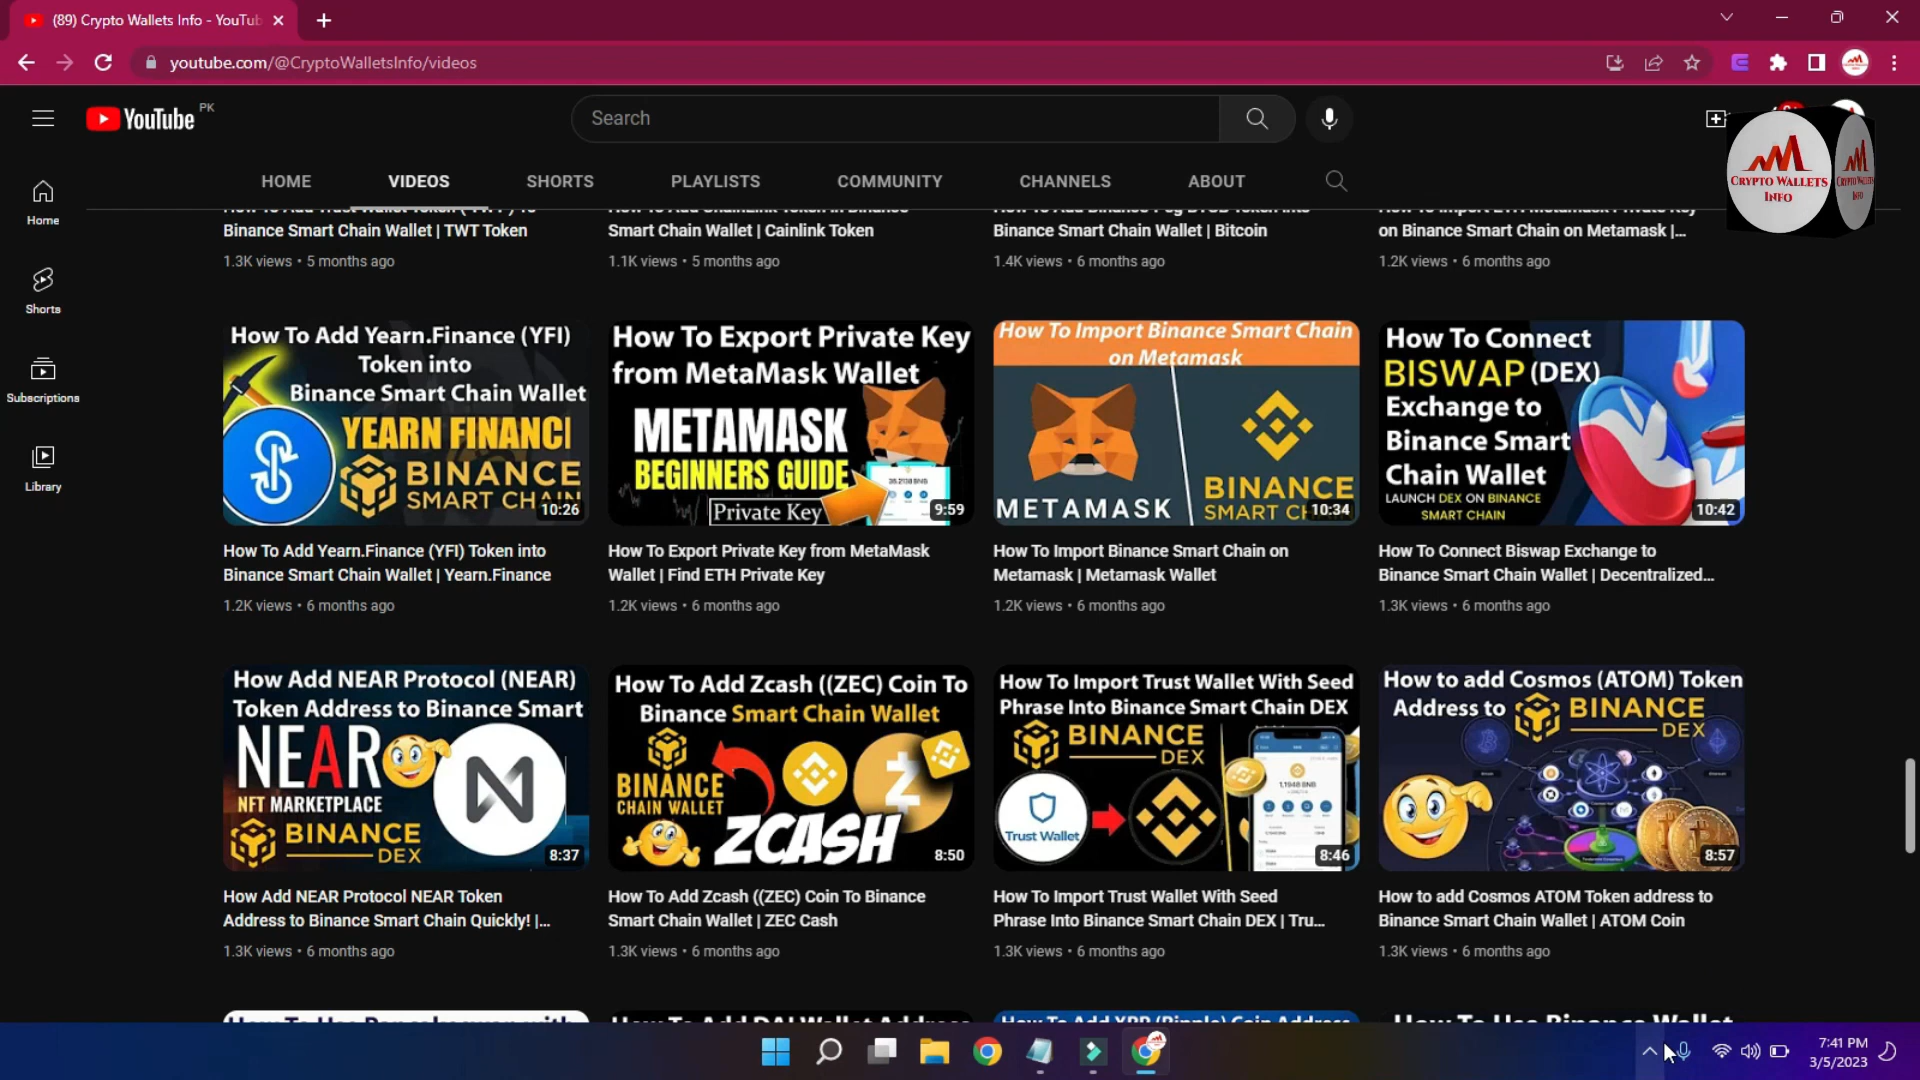 (89) Crypto Wallets Info - YouTub
youtube.com/@CryptoWalletsInfo/videos
YouTube PK
Search
CRYPTO WALLETS
INFO
HOME VIDEOS SHORTS PLAYLISTS COMMUNITY CHANNELS ABOUT
Home
Shorts
Subscriptions
Library
Binance Smart Chain Wallet | TWT Token
1.3K views • 5 months ago
Smart Chain Wallet | Cainlink Token
1.1K views • 5 months ago
Binance Smart Chain Wallet | Bitcoin
1.4K views • 6 months ago
on Binance Smart Chain on Metamask |...
1.2K views • 6 months ago
How To Add Yearn.Finance (YFI)
Token into
Binance Smart Chain Wallet
YEARN FINANCI
BINANCE
SMART CHAIN
10:26
How To Add Yearn.Finance (YFI) Token into
Binance Smart Chain Wallet | Yearn.Finance
1.2K views • 6 months ago
How To Export Private Key
from MetaMask Wallet
METAMASK
BEGINNERS GUIDE
Private Key
9:59
How To Export Private Key from MetaMask
Wallet | Find ETH Private Key
1.2K views • 6 months ago
How To Import Binance Smart Chain
on Metamask
METAMASK
BINANCE
SMART CH
10:34
How To Import Binance Smart Chain on
Metamask | Metamask Wallet
1.2K views • 6 months ago
How To Connect
BISWAP (DEX)
Exchange to
Binance Smart
Chain Wallet
LAUNCH DEX ON BINANCE
SMART CHAIN
10:42
How To Connect Biswap Exchange to
Binance Smart Chain Wallet | Decentralized...
1.3K views • 6 months ago
How Add NEAR Protocol (NEAR)
Token Address to Binance Smart
NEAR
NFT MARKETPLACE
BINANCE
DEX
8:37
How Add NEAR Protocol NEAR Token
Address to Binance Smart Chain Quickly! |...
1.3K views • 6 months ago
How To Add Zcash ((ZEC) Coin To
Binance Smart Chain Wallet
BINANCE
CHAIN WALLET
ZCASH
8:50
How To Add Zcash ((ZEC) Coin To Binance
Smart Chain Wallet | ZEC Cash
1.3K views • 6 months ago
How To Import Trust Wallet With Seed
Phrase Into Binance Smart Chain DEX
BINANCE
DEX
Trust Wallet
1.1948 BNB
8:46
How To Import Trust Wallet With Seed
Phrase Into Binance Smart Chain DEX | Tru...
1.3K views • 6 months ago
How to add Cosmos (ATOM) Token
Address to BINANCE
DEX
8:57
How to add Cosmos ATOM Token address to
Binance Smart Chain Wallet | ATOM Coin
1.3K views • 6 months ago
7:41 PM
3/5/2023